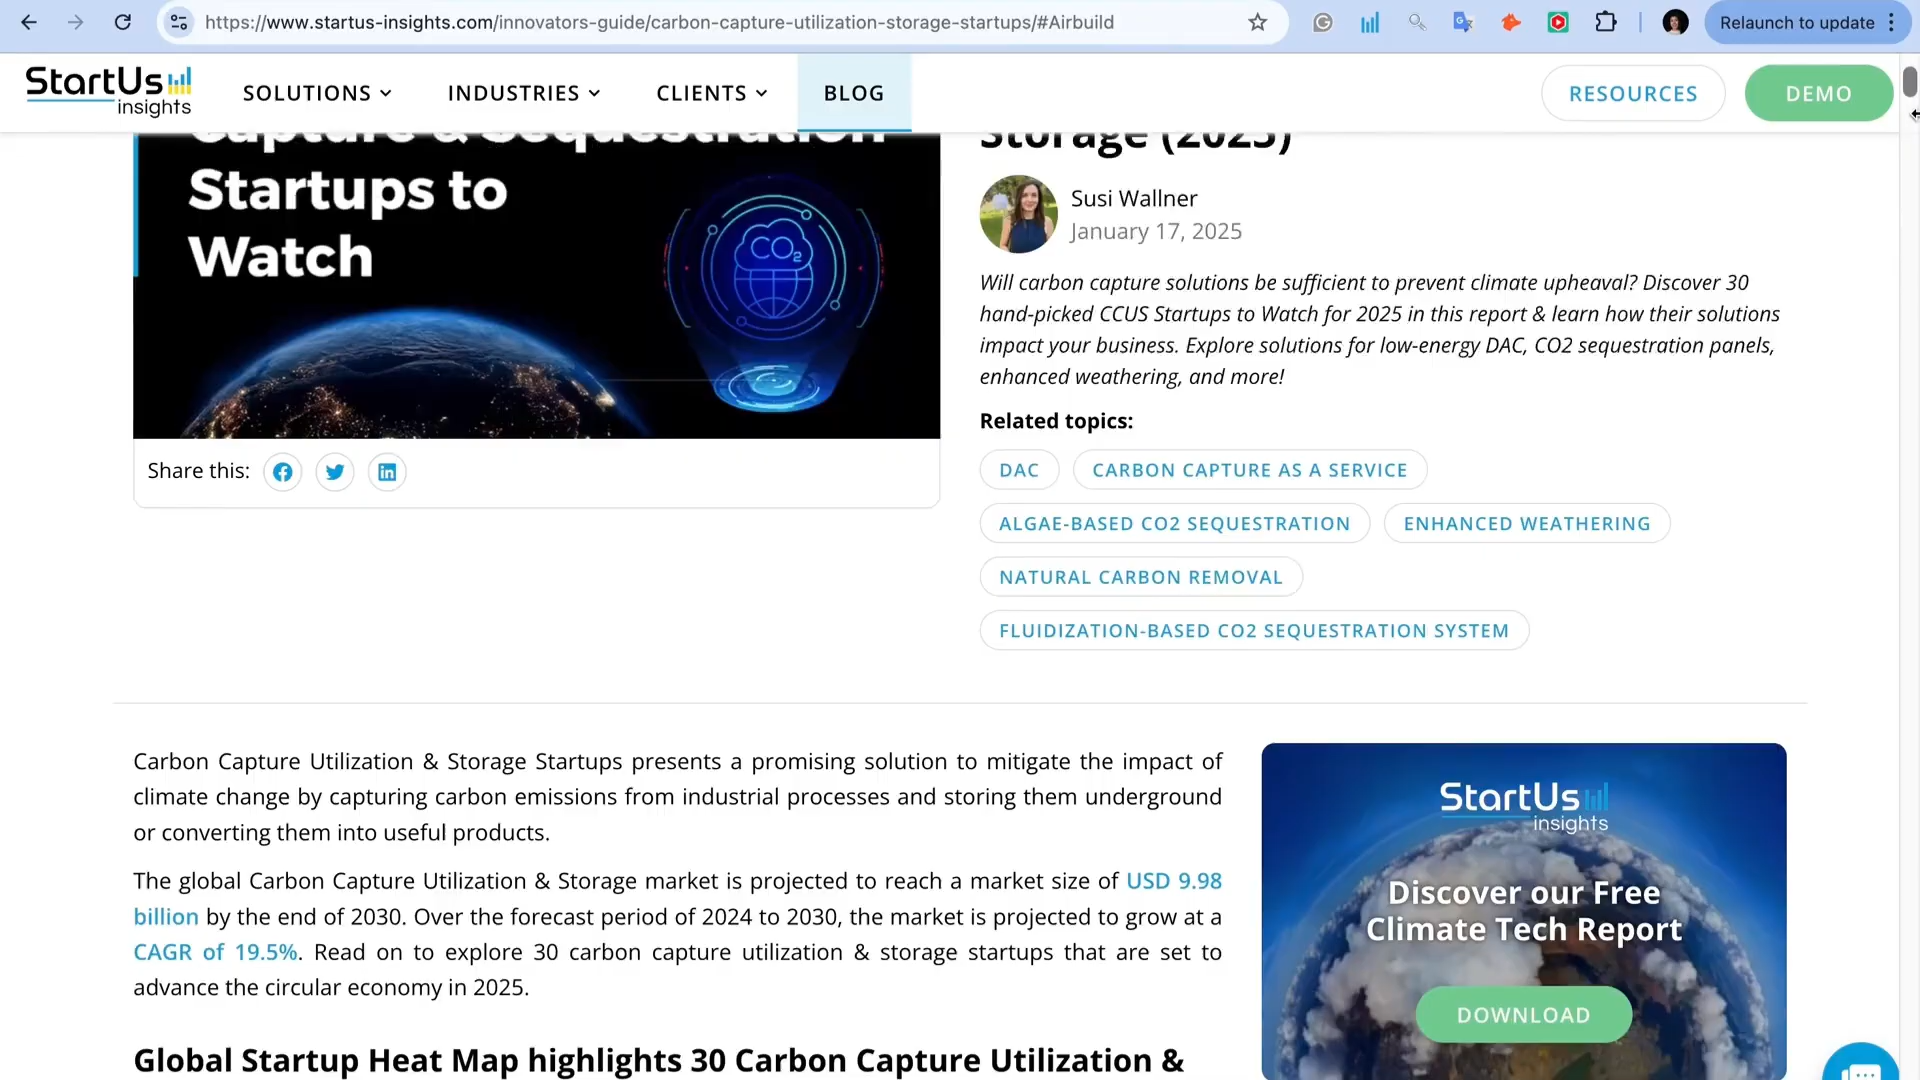 https://www.startus-insights.com/innovators-guide/carbon-capture-utilization-storage-startups/#Airbuild
Relaunch to update
StartUs
insights
SOLUTIONS
INDUSTRIES
CLIENTS
BLOG
RESOURCES
DEMO
Capture & Sequestration
Startups to
Watch
CO2
Share this:
Storage (2025)
Susi Wallner
January 17, 2025
Will carbon capture solutions be sufficient to prevent climate upheaval? Discover 30
hand-picked CCUS Startups to Watch for 2025 in this report & learn how their solutions
impact your business. Explore solutions for low-energy DAC, CO2 sequestration panels,
enhanced weathering, and more!
Related topics:
DAC
CARBON CAPTURE AS A SERVICE
ALGAE-BASED CO2 SEQUESTRATION
ENHANCED WEATHERING
NATURAL CARBON REMOVAL
FLUIDIZATION-BASED CO2 SEQUESTRATION SYSTEM
Carbon Capture Utilization & Storage Startups presents a promising solution to mitigate the impact of
climate change by capturing carbon emissions from industrial processes and storing them underground
or converting them into useful products.
The global Carbon Capture Utilization & Storage market is projected to reach a market size of USD 9.98
billion by the end of 2030. Over the forecast period of 2024 to 2030, the market is projected to grow at a
CAGR of 19.5%. Read on to explore 30 carbon capture utilization & storage startups that are set to
advance the circular economy in 2025.
Global Startup Heat Map highlights 30 Carbon Capture Utilization &
StartUs
insights
Discover our Free
Climate Tech Report
DOWNLOAD